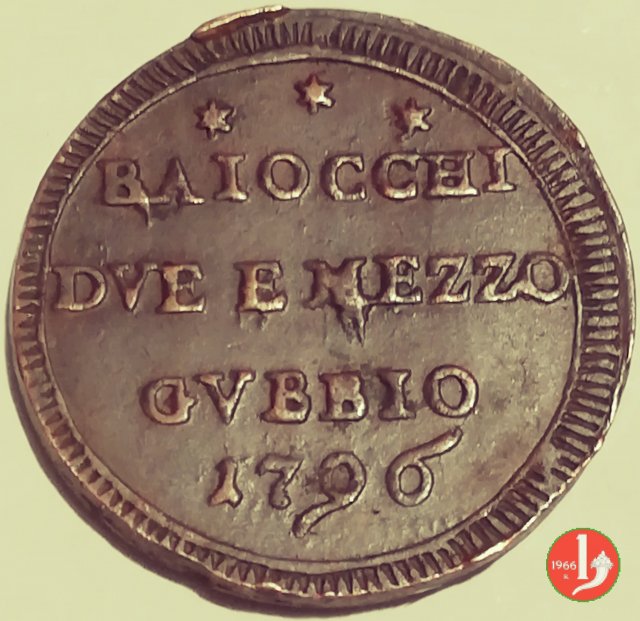 BAIOCCHI
DVE E MEZZO
GVBBIO
1796
1966